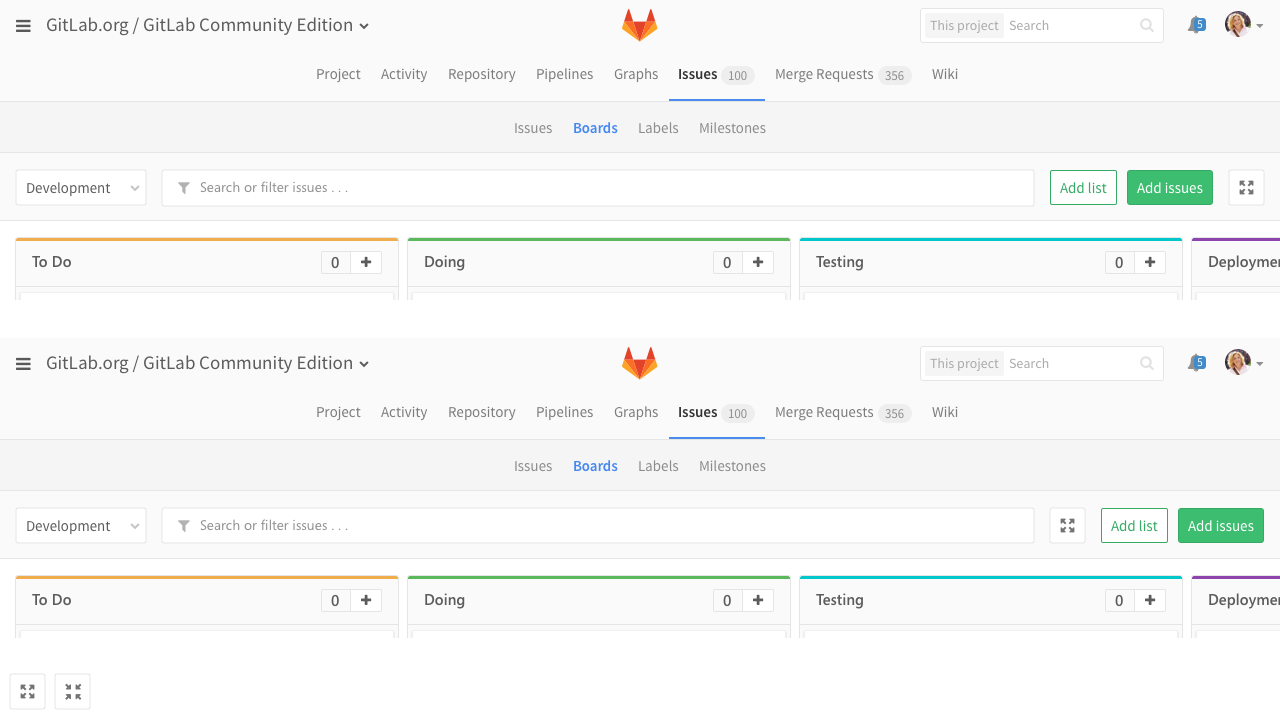 GitLab.org / GitLab Community Edition This project Search 5
Project Activity Repository Pipelines Graphs Issues 100 Merge Requests 356 Wiki
Issues Boards Labels Milestones
Development Search or filter issues . . . Add list Add issues
To Do 0 Doing 0 Testing 0 Deploymen
GitLab.org / GitLab Community Edition This project Search 5
Project Activity Repository Pipelines Graphs Issues 100 Merge Requests 356 Wiki
Issues Boards Labels Milestones
Development Search or filter issues . . . Add list Add issues
To Do 0 Doing 0 Testing 0 Deploymen